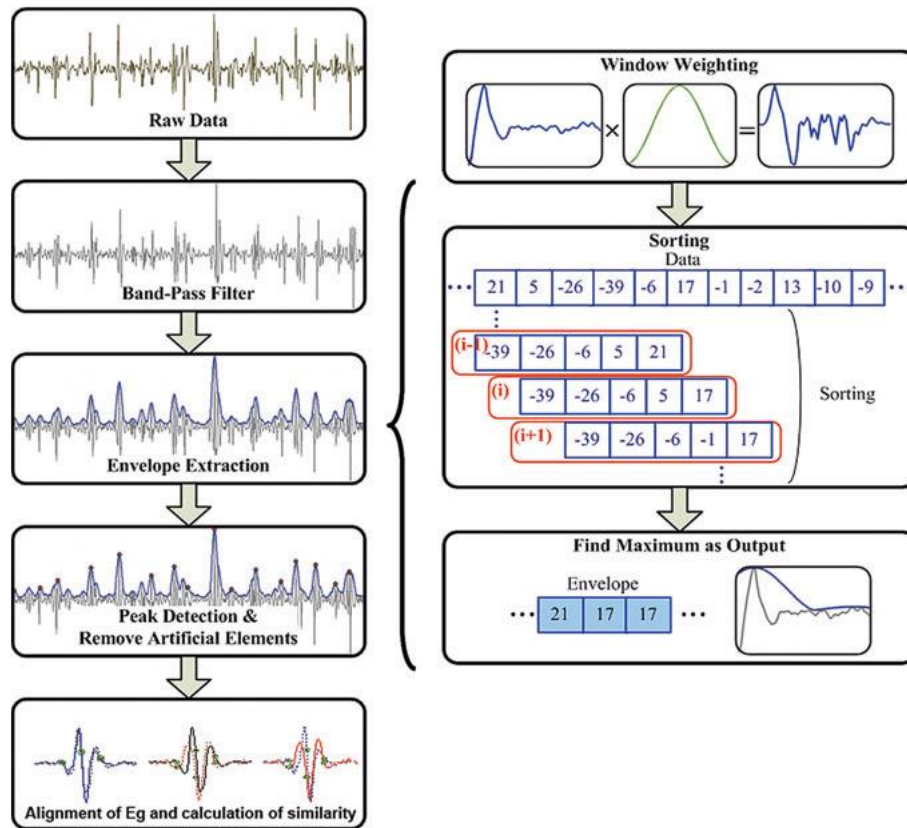 Raw Data
Band-Pass Filter
Envelope Extraction
Peak Detection &
Remove Artificial Elements
Alignment of Eg and calculation of similarity
Window Weighting
× =
Sorting
Data
··· 21 5 -26 -39 -6 17 -1 -2 13 -10 -9 ···
(i-1) -39 -26 -6 5 21
(i) -39 -26 -6 5 17
Sorting
(i+1) -39 -26 -6 -1 17
Find Maximum as Output
Envelope
··· 21 17 17 ···